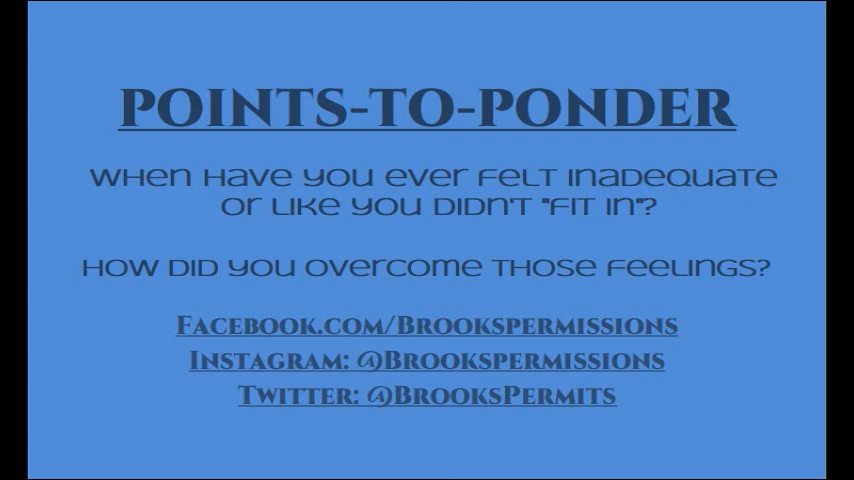 POINTS-TO-PONDER
WHEN HAVE YOU EVER FELT INADEQUATE
OR LIKE YOU DIDN'T "FIT IN"?
HOW DID YOU OVERCOME THOSE FEELINGS?
FACEBOOK.COM/BROOKSPERMISSIONS
INSTAGRAM: @BROOKSPERMISSIONS
TWITTER: @BROOKSPERMITS